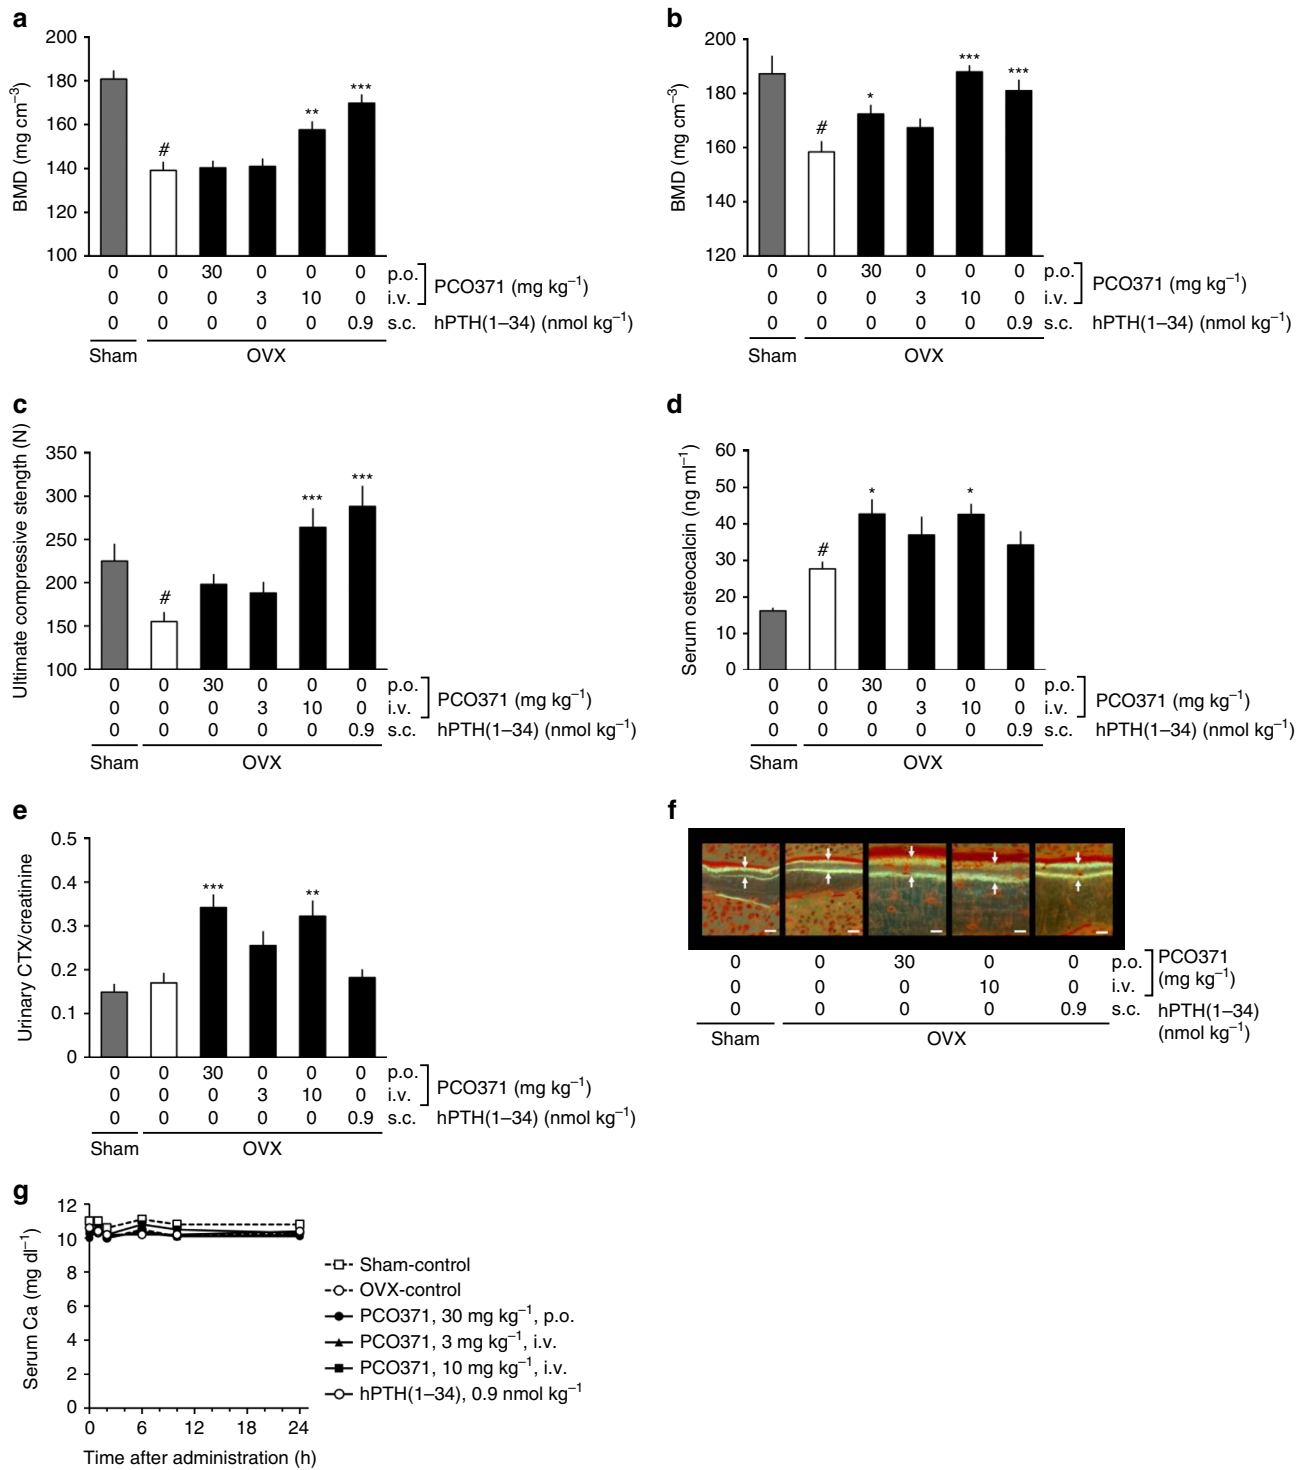 a
200
180
160
140
120
100
BMD (mg cm⁻³)
#
**
***
0 0 30 0 0 0 p.o.
0 0 0 3 10 0 i.v.
PCO371 (mg kg⁻¹)
0 0 0 0 0 0.9 s.c. hPTH(1–34) (nmol kg⁻¹)
Sham OVX
b
200
180
160
140
120
BMD (mg cm⁻³)
#
*
***
***
0 0 30 0 0 0 p.o.
0 0 0 3 10 0 i.v.
PCO371 (mg kg⁻¹)
0 0 0 0 0 0.9 s.c. hPTH(1–34) (nmol kg⁻¹)
Sham OVX
c
350
300
250
200
150
100
Ultimate compressive stength (N)
#
***
***
0 0 30 0 0 0 p.o.
0 0 0 3 10 0 i.v.
PCO371 (mg kg⁻¹)
0 0 0 0 0 0.9 s.c. hPTH(1–34) (nmol kg⁻¹)
Sham OVX
d
60
50
40
30
20
10
0
Serum osteocalcin (ng ml⁻¹)
#
*
*
0 0 30 0 0 0 p.o.
0 0 0 3 10 0 i.v.
PCO371 (mg kg⁻¹)
0 0 0 0 0 0.9 s.c. hPTH(1–34) (nmol kg⁻¹)
Sham OVX
e
0.5
0.4
0.3
0.2
0.1
0
Urinary CTX/creatinine
***
**
0 0 30 0 0 0 p.o.
0 0 0 3 10 0 i.v.
PCO371 (mg kg⁻¹)
0 0 0 0 0 0.9 s.c. hPTH(1–34) (nmol kg⁻¹)
Sham OVX
f
0 0 30 0 0 p.o.
0 0 0 10 0 i.v.
PCO371
(mg kg⁻¹)
0 0 0 0 0.9 s.c. hPTH(1–34)
(nmol kg⁻¹)
Sham OVX
g
12
10
8
6
4
2
0
Serum Ca (mg dl⁻¹)
0 6 12 18 24
Time after administration (h)
Sham-control
OVX-control
PCO371, 30 mg kg⁻¹, p.o.
PCO371, 3 mg kg⁻¹, i.v.
PCO371, 10 mg kg⁻¹, i.v.
hPTH(1–34), 0.9 nmol kg⁻¹